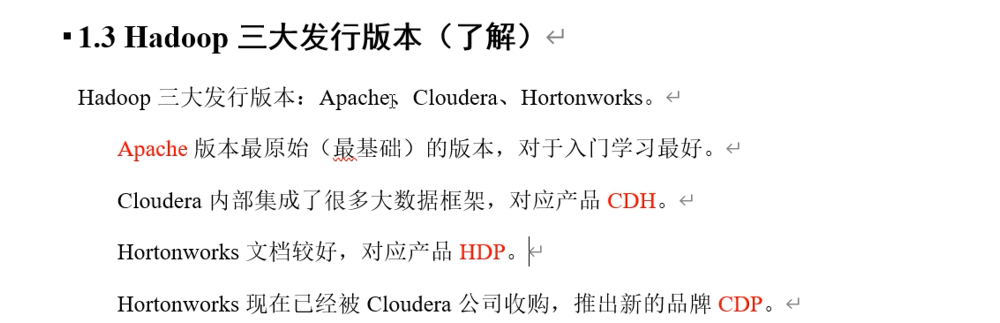 1.3 Hadoop 三大发行版本（了解）
Hadoop 三大发行版本：Apache、Cloudera、Hortonworks。
Apache 版本最原始（最基础）的版本，对于入门学习最好。
Cloudera 内部集成了很多大数据框架，对应产品 CDH。
Hortonworks 文档较好，对应产品 HDP。
Hortonworks 现在已经被 Cloudera 公司收购，推出新的品牌 CDP。